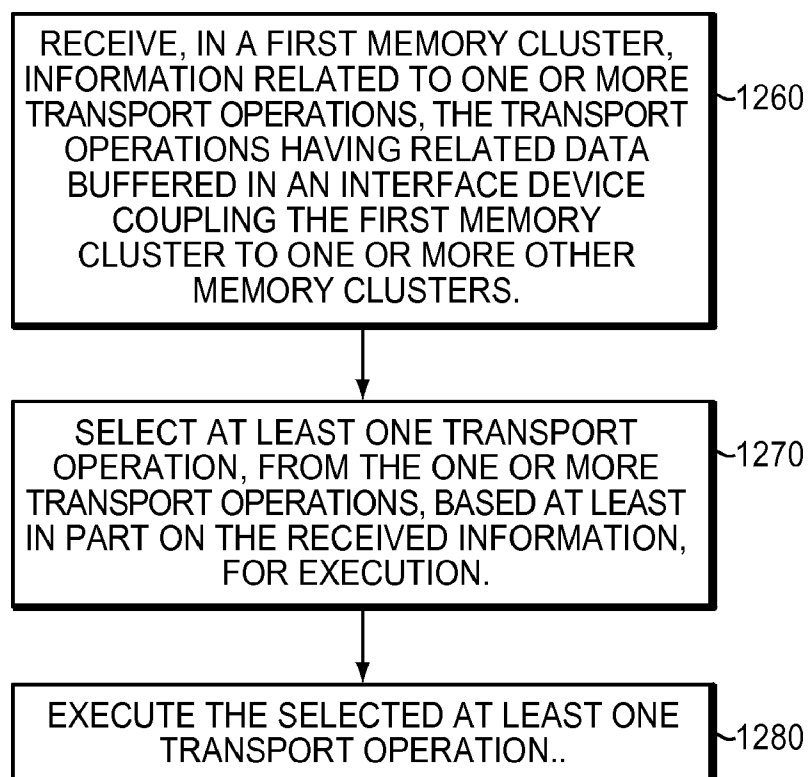 RECEIVE, IN A FIRST MEMORY CLUSTER,
INFORMATION RELATED TO ONE OR MORE
TRANSPORT OPERATIONS, THE TRANSPORT
OPERATIONS HAVING RELATED DATA
BUFFERED IN AN INTERFACE DEVICE
COUPLING THE FIRST MEMORY
CLUSTER TO ONE OR MORE OTHER
MEMORY CLUSTERS.
1260
SELECT AT LEAST ONE TRANSPORT
OPERATION, FROM THE ONE OR MORE
TRANSPORT OPERATIONS, BASED AT LEAST
IN PART ON THE RECEIVED INFORMATION,
FOR EXECUTION.
1270
EXECUTE THE SELECTED AT LEAST ONE
TRANSPORT OPERATION..
1280